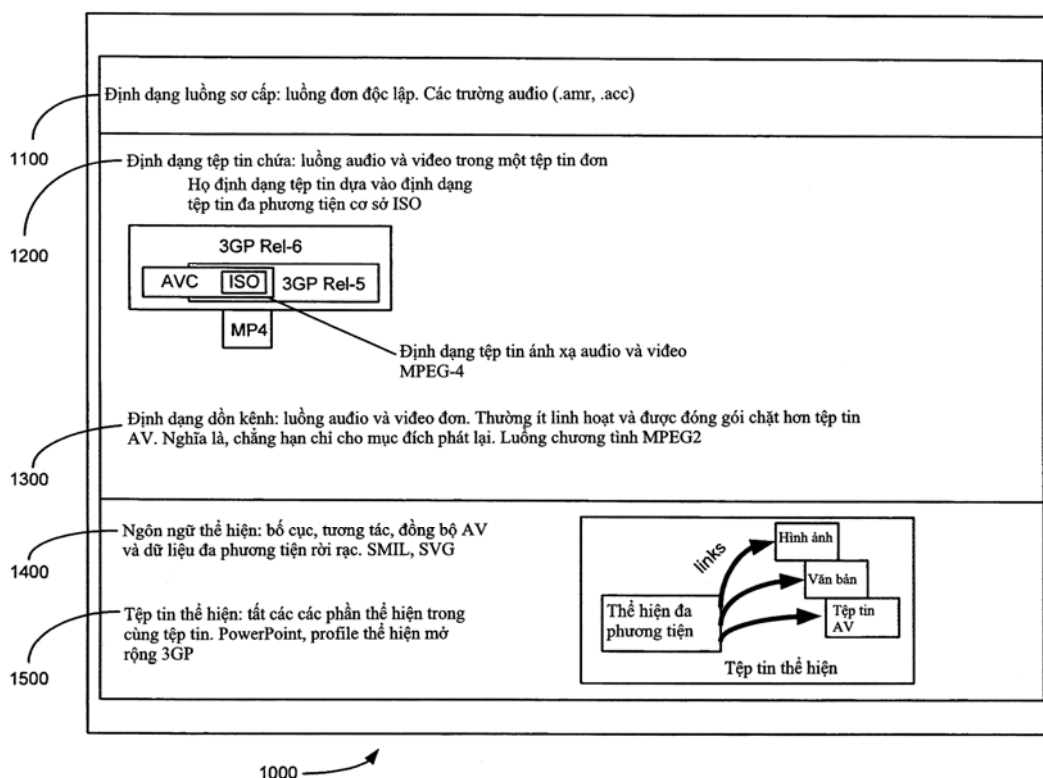 Định dạng luồng sơ cấp: luồng đơn độc lập. Các trường audio (.amr, .acc)
1100
Định dạng tệp tin chứa: luồng audio và video trong một tệp tin đơn
Họ định dạng tệp tin dựa vào định dạng
tệp tin đa phương tiện cơ sở ISO
1200
3GP Rel-6
AVC
ISO
3GP Rel-5
MP4
Định dạng tệp tin ánh xạ audio và video
MPEG-4
Định dạng dồn kênh: luồng audio và video đơn. Thường ít linh hoạt và được đóng gói chặt hơn tệp tin
AV. Nghĩa là, chẳng hạn chỉ cho mục đích phát lại. Luồng chương tình MPEG2
1300
Ngôn ngữ thể hiện: bố cục, tương tác, đồng bộ AV
và dữ liệu đa phương tiện rời rạc. SMIL, SVG
1400
Tệp tin thể hiện: tất các các phần thể hiện trong
cùng tệp tin. PowerPoint, profile thể hiện mở
rộng 3GP
1500
links
Hình ảnh
Văn bản
Tệp tin
AV
Thể hiện đa
phương tiện
Tệp tin thể hiện
1000